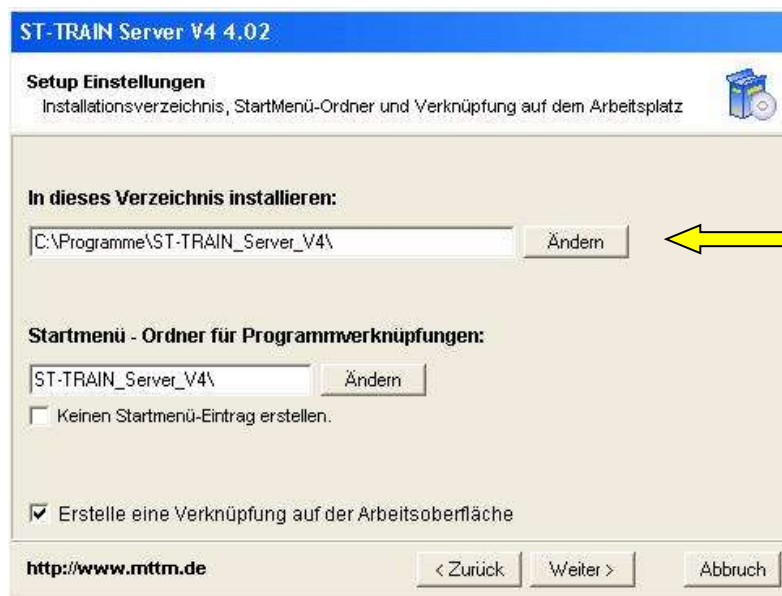 ST-TRAIN Server V4 4.02
Setup Einstellungen
Installationsverzeichnis, StartMenü-Ordner und Verknüpfung auf dem Arbeitsplatz
In dieses Verzeichnis installieren:
C:\Programme\ST-TRAIN_Server_V4\ Ändern
Startmenü - Ordner für Programmverknüpfungen:
ST-TRAIN_Server_V4\ Ändern
Keinen Startmenü-Eintrag erstellen.
Erstelle eine Verknüpfung auf der Arbeitsoberfläche
http://www.mttm.de < Zurück Weiter > Abbruch